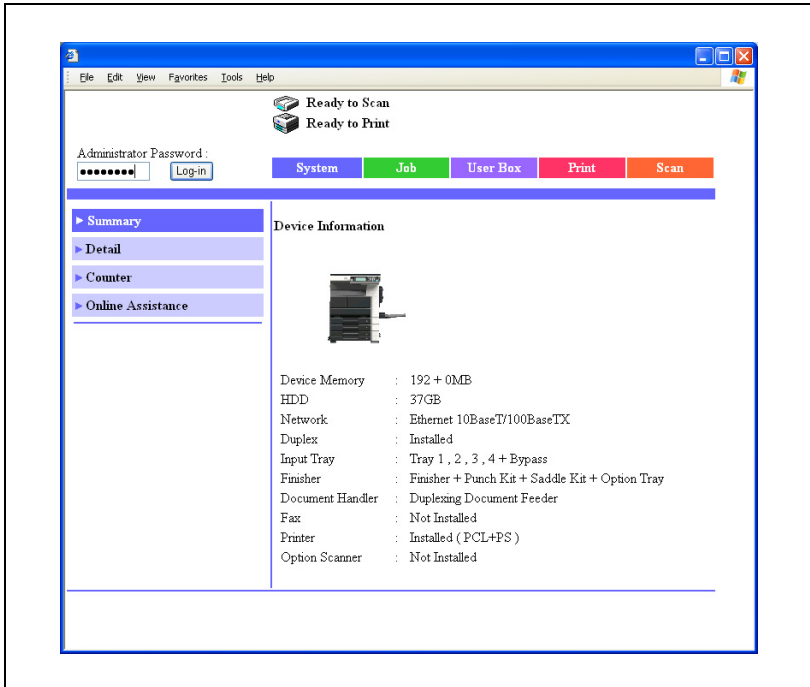 File Edit View Favorites Tools Help
Ready to Scan
Ready to Print
Administrator Password :
Log-in
System Job User Box Print Scan
Summary
Detail
Counter
Online Assistance
Device Information
Device Memory : 192 + 0MB
HDD : 37GB
Network : Ethernet 10BaseT/100BaseTX
Duplex : Installed
Input Tray : Tray 1 , 2 , 3 , 4 + Bypass
Finisher : Finisher + Punch Kit + Saddle Kit + Option Tray
Document Handler : Duplexing Document Feeder
Fax : Not Installed
Printer : Installed ( PCL+PS )
Option Scanner : Not Installed